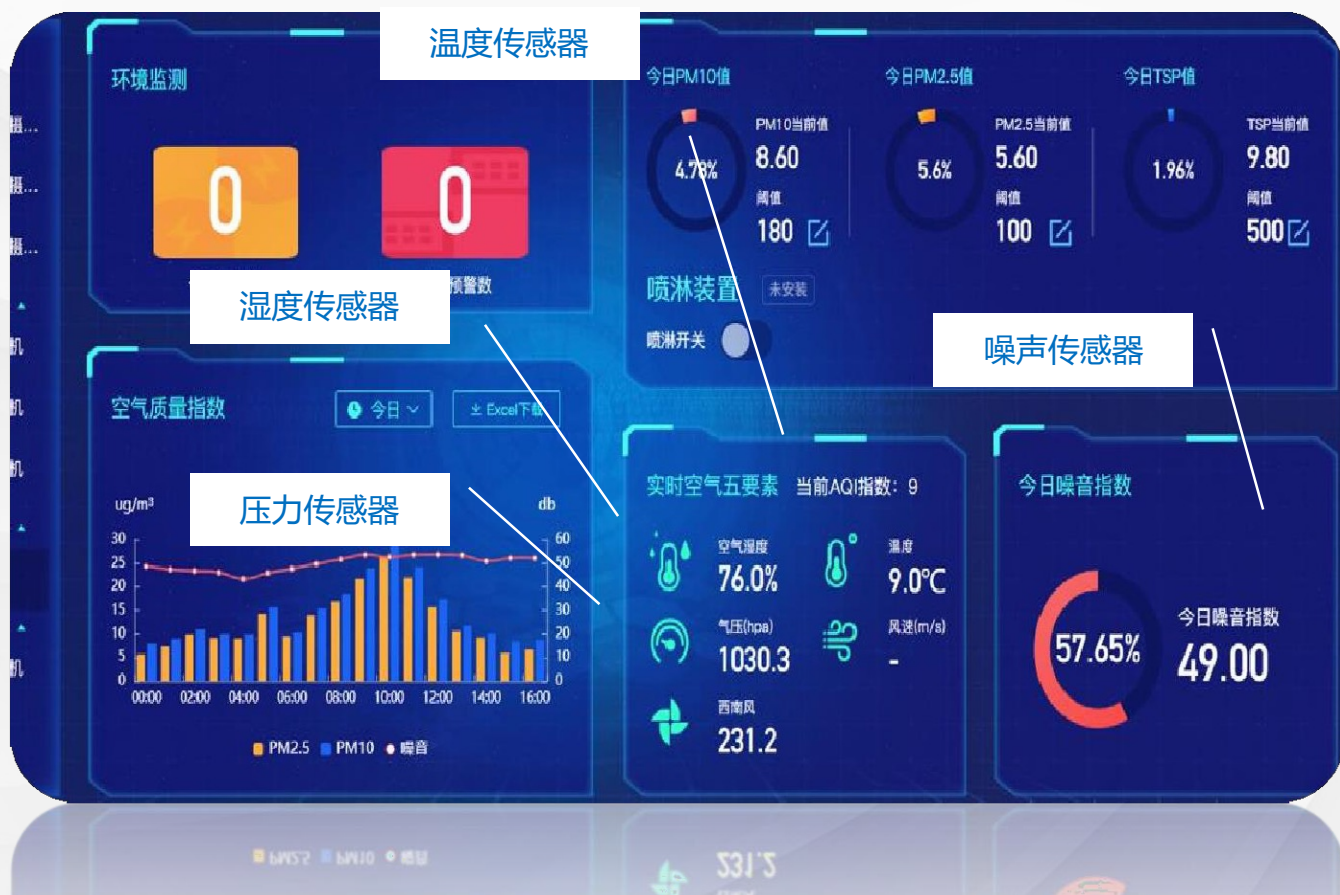 温度传感器
环境监测
0
0
预警数
湿度传感器
今日PM10值
4.78%
PM10当前值
8.60
阈值
180
今日PM2.5值
5.6%
PM2.5当前值
5.60
阈值
100
今日TSP值
1.96%
TSP当前值
9.80
阈值
500
喷淋装置
未安装
喷淋开关
噪声传感器
空气质量指数
今日
Excel下载
压力传感器
ug/m³
db
30
25
20
15
10
5
0
60
50
40
30
20
10
0
00:00 02:00 04:00 06:00 08:00 10:00 12:00 14:00 16:00
PM2.5 PM10 噪音
实时空气五要素 当前AQI指数: 9
空气湿度
76.0%
温度
9.0℃
气压(hpa)
1030.3
风速(m/s)
-
西南风
231.2
今日噪音指数
57.65%
今日噪音指数
49.00
机
机
机
机